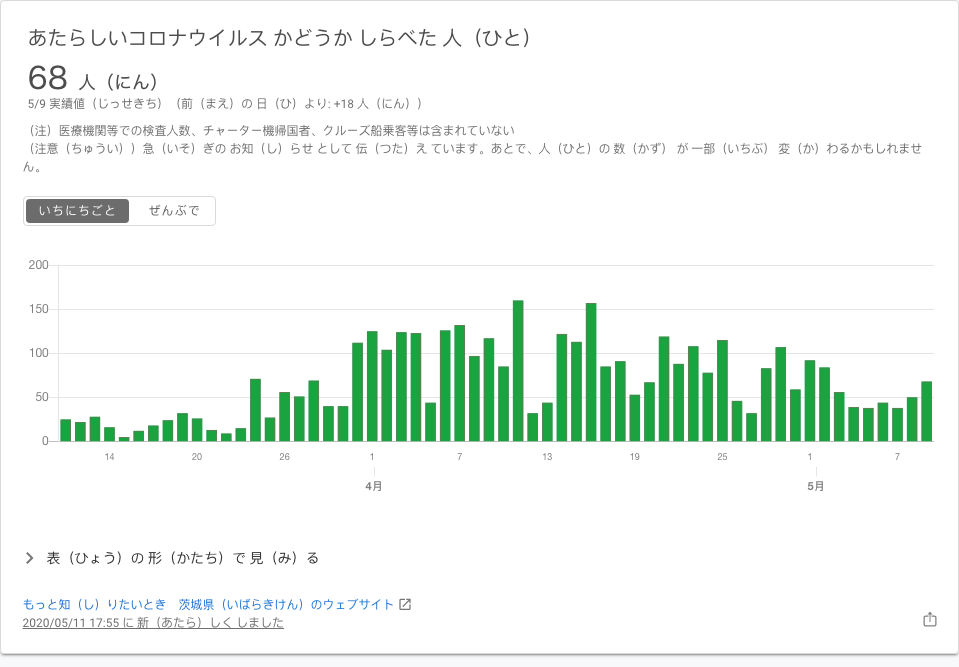 あたらしいコロナウイルス かどうか しらべた 人（ひと）
68 人（にん）
5/9 実績値（じっせきち）（前（まえ）の 日（ひ）より: +18 人（にん））
（注）医療機関等での検査人数、チャーター機帰国者、クルーズ船乗客等は含まれていない
（注意（ちゅうい））急（いそ）ぎの お知（し）らせ として 伝（つた）え ています。あとで、人（ひと）の 数（かず） が 一部（いちぶ） 変（か）わるかもしれませ
ん。
いちにちごと ぜんぶで
200
150
100
50
0
14 20 26 1 7 13 19 25 1 7
4月 5月
表（ひょう）の 形（かたち）で 見（み）る
もっと知（し）りたいとき 茨城県（いばらきけん）のウェブサイト
2020/05/11 17:55 に 新（あたら）しく しました